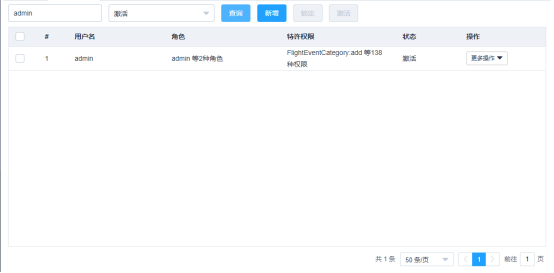 admin 激活 查询 新增 锁定 激活
# 用户名 角色 特许权限 状态 操作
1 admin admin 等2种角色 FlightEventCategory:add 等138 激活 更多操作
种权限
共 1 条 50 条/页 1 前往 1 页